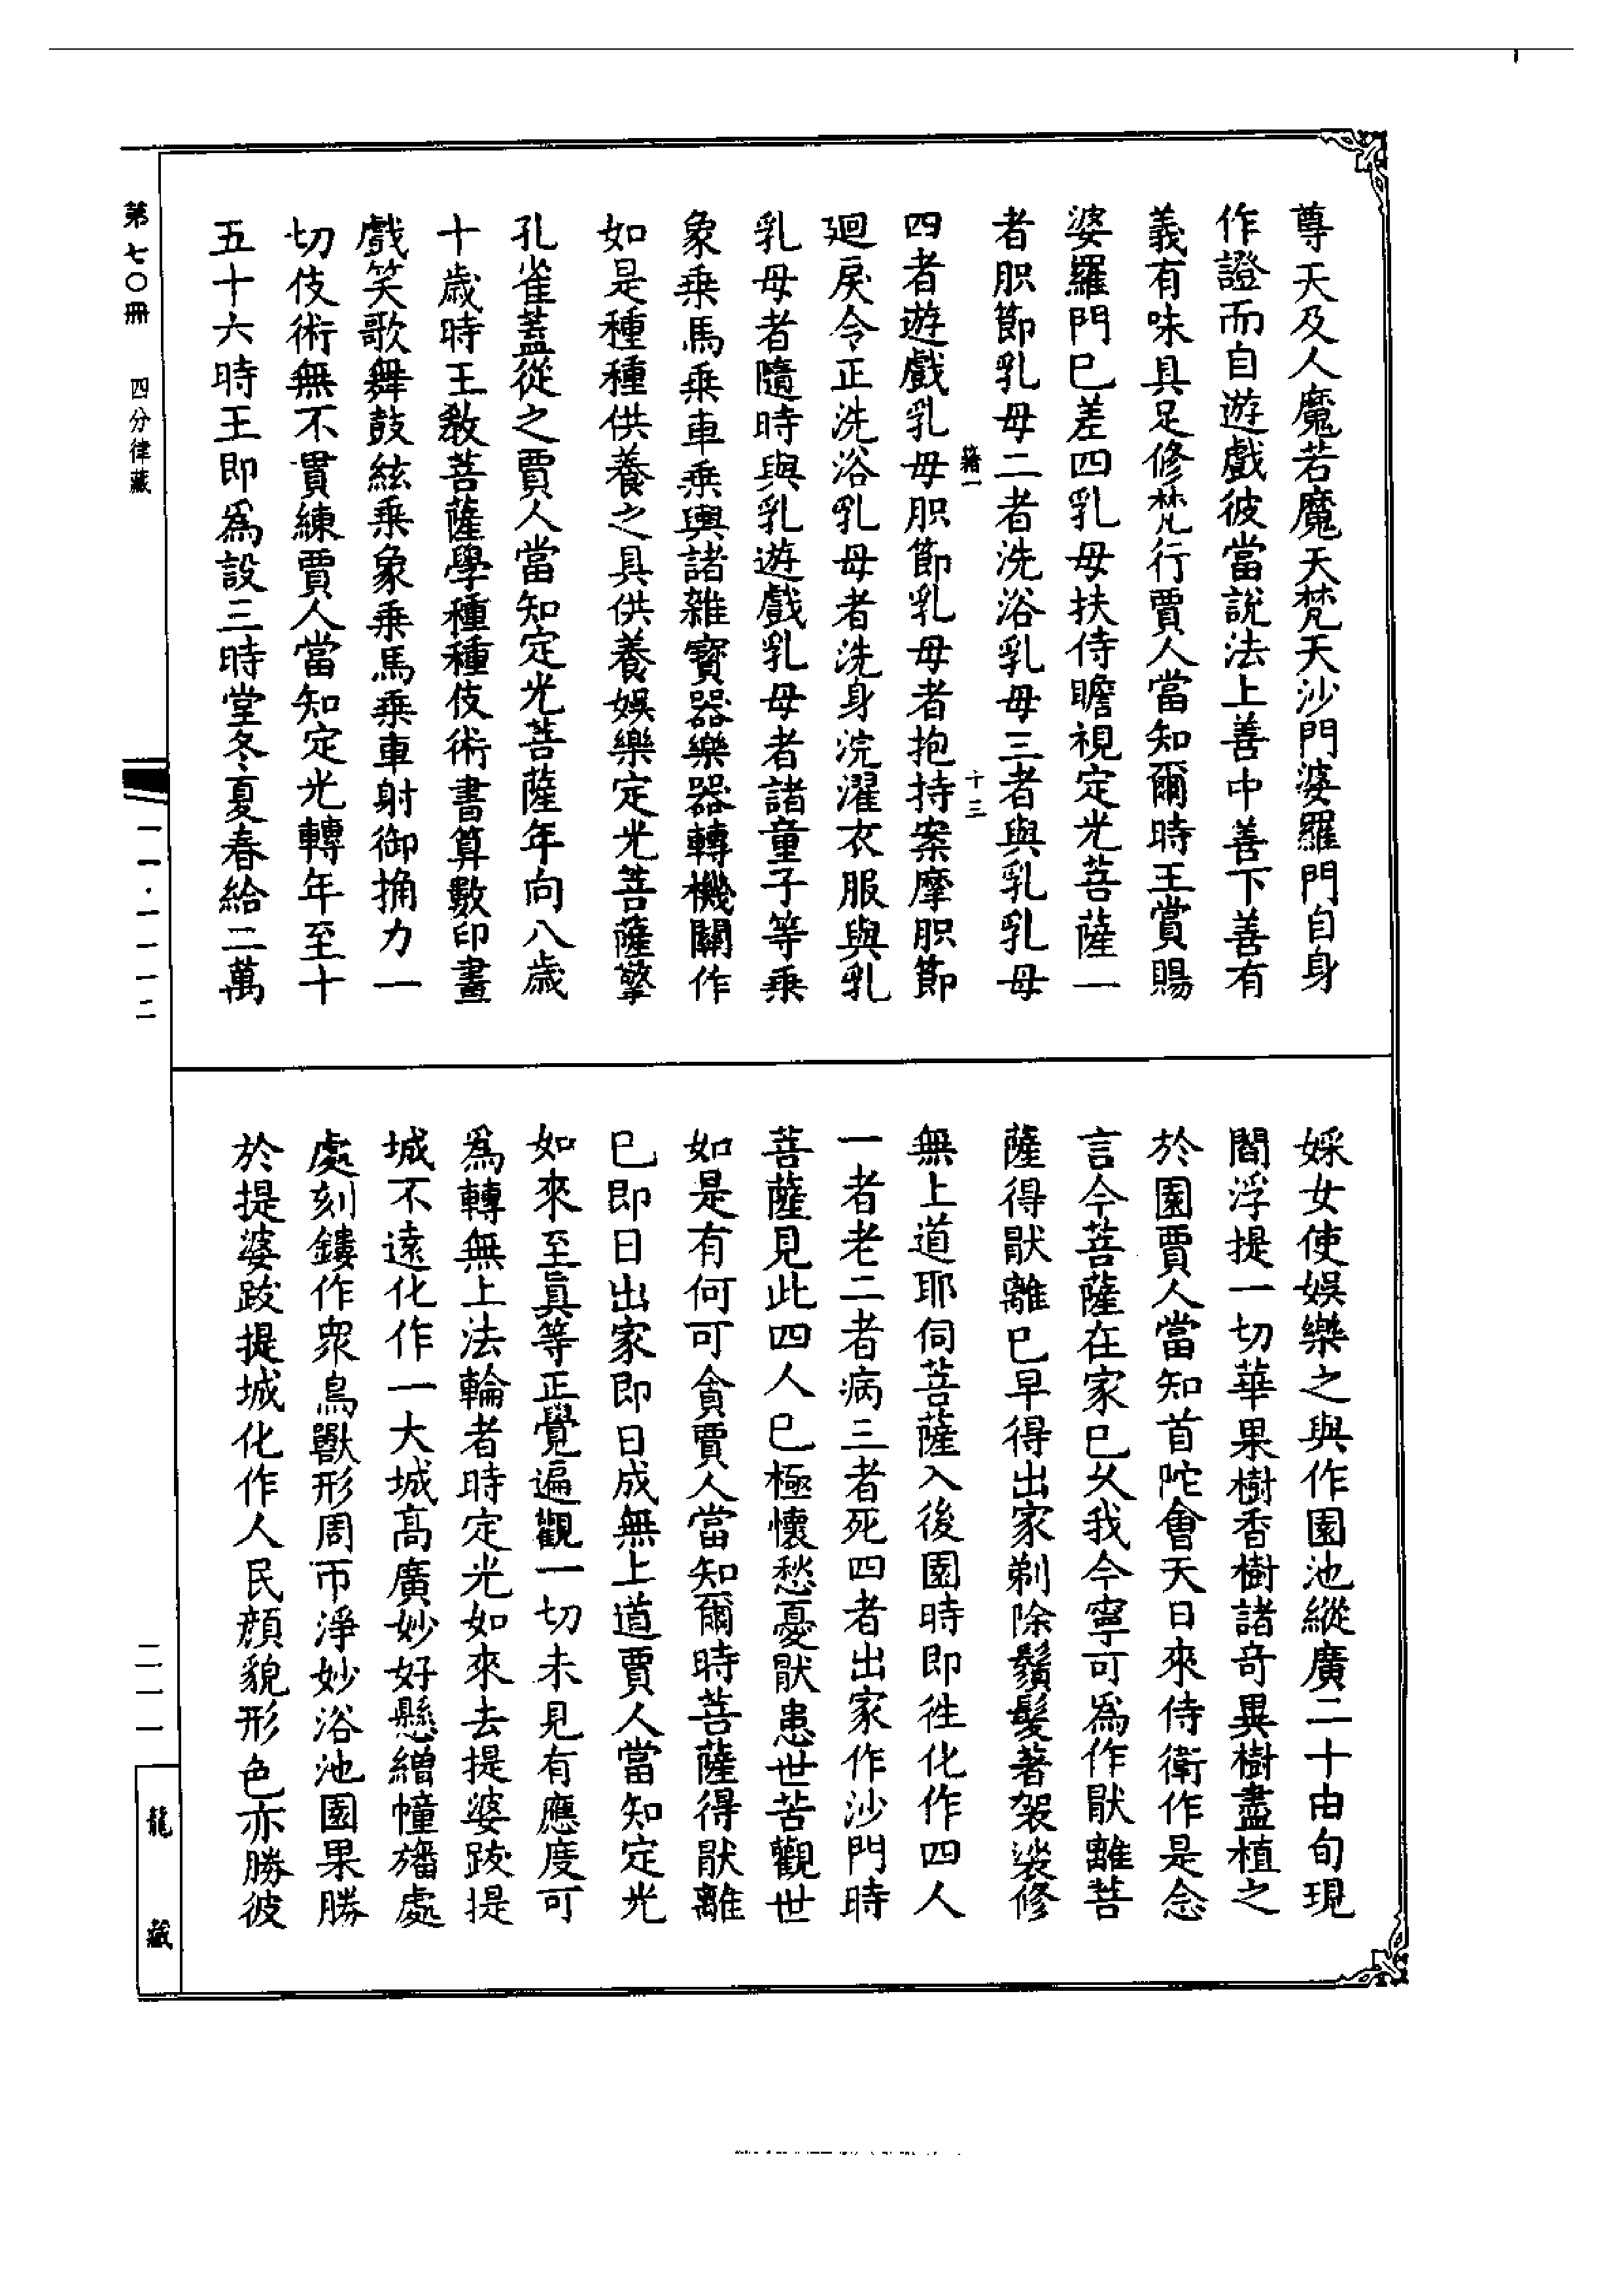 尊天及人魔若魔天梵天沙門婆羅門自身
作證而自遊戲彼當說法上善中善下善有
義有味具足修梵行賈人當知爾時王賞賜
婆羅門已差四乳母扶侍瞻視定光菩薩一
者𦙆節乳母二者洗浴乳母三者與乳乳母
籍一
十三
四者遊戲乳母𦙆節乳母者抱持案摩𦙆節
廻戾令正洗浴乳母者洗身浣濯衣服與乳
乳母者隨時與乳遊戲乳母者諸童子等乗
象乗馬乗車乗輿諸雜寶器樂器轉機關作
如是種種供養之具供養娛樂定光菩薩擎
孔雀蓋從之賈人當知定光菩薩年向八歲
十歲時王教菩薩學種種伎術書算數印畫
戲笑歌舞鼓絃乗象乗馬乗車射御捔力一
切伎術無不貫練賈人當知定光轉年至十
五十六時王即爲設三時堂冬夏春給二萬
婇女使娛樂之與作園池縱廣二十由旬現
閻浮提一切華果樹香樹諸竒異樹盡植之
於園賈人當知首陀會天日來侍衛作是念
言今菩薩在家已久我今寧可爲作猒離菩
薩得猒離已早得出家剃除鬚髮著袈裟修
無上道耶伺菩薩入後園時即徃化作四人
一者老二者病三者死四者出家作沙門時
菩薩見此四人已極懷愁憂猒患世苦觀世
如是有何可貪賈人當知爾時菩薩得猒離
已即日出家即日成無上道賈人當知定光
如來至真等正覺遍觀一切未見有應度可
爲轉無上法輪者時定光如來去提婆跋提
城不遠化作一大城高廣妙好懸繒幢旛處
處刻鏤作衆鳥獸形周帀淨妙浴池園果勝
於提婆跋提城化作人民顔貌形色亦勝彼
第七〇冊
四分律藏
一一·一一一二
二一一
龍藏